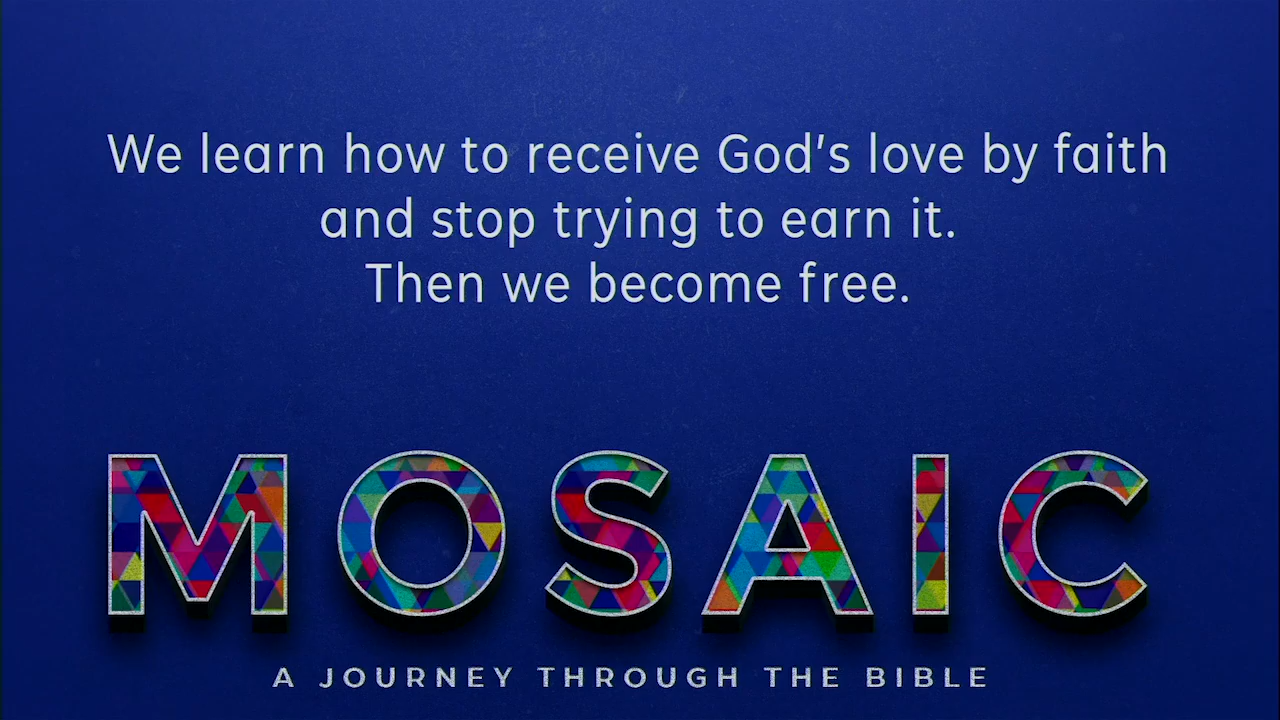 We learn how to receive God's love by faith
and stop trying to earn it.
Then we become free.
MOSAIC
A JOURNEY THROUGH THE BIBLE